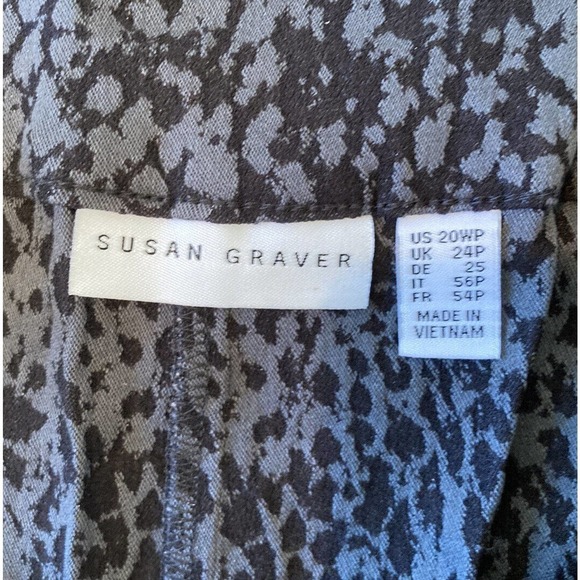 SUSAN GRAVER
US 20WP
UK 24P
DE 25
IT 56P
FR 54P
MADE IN
VIETNAM